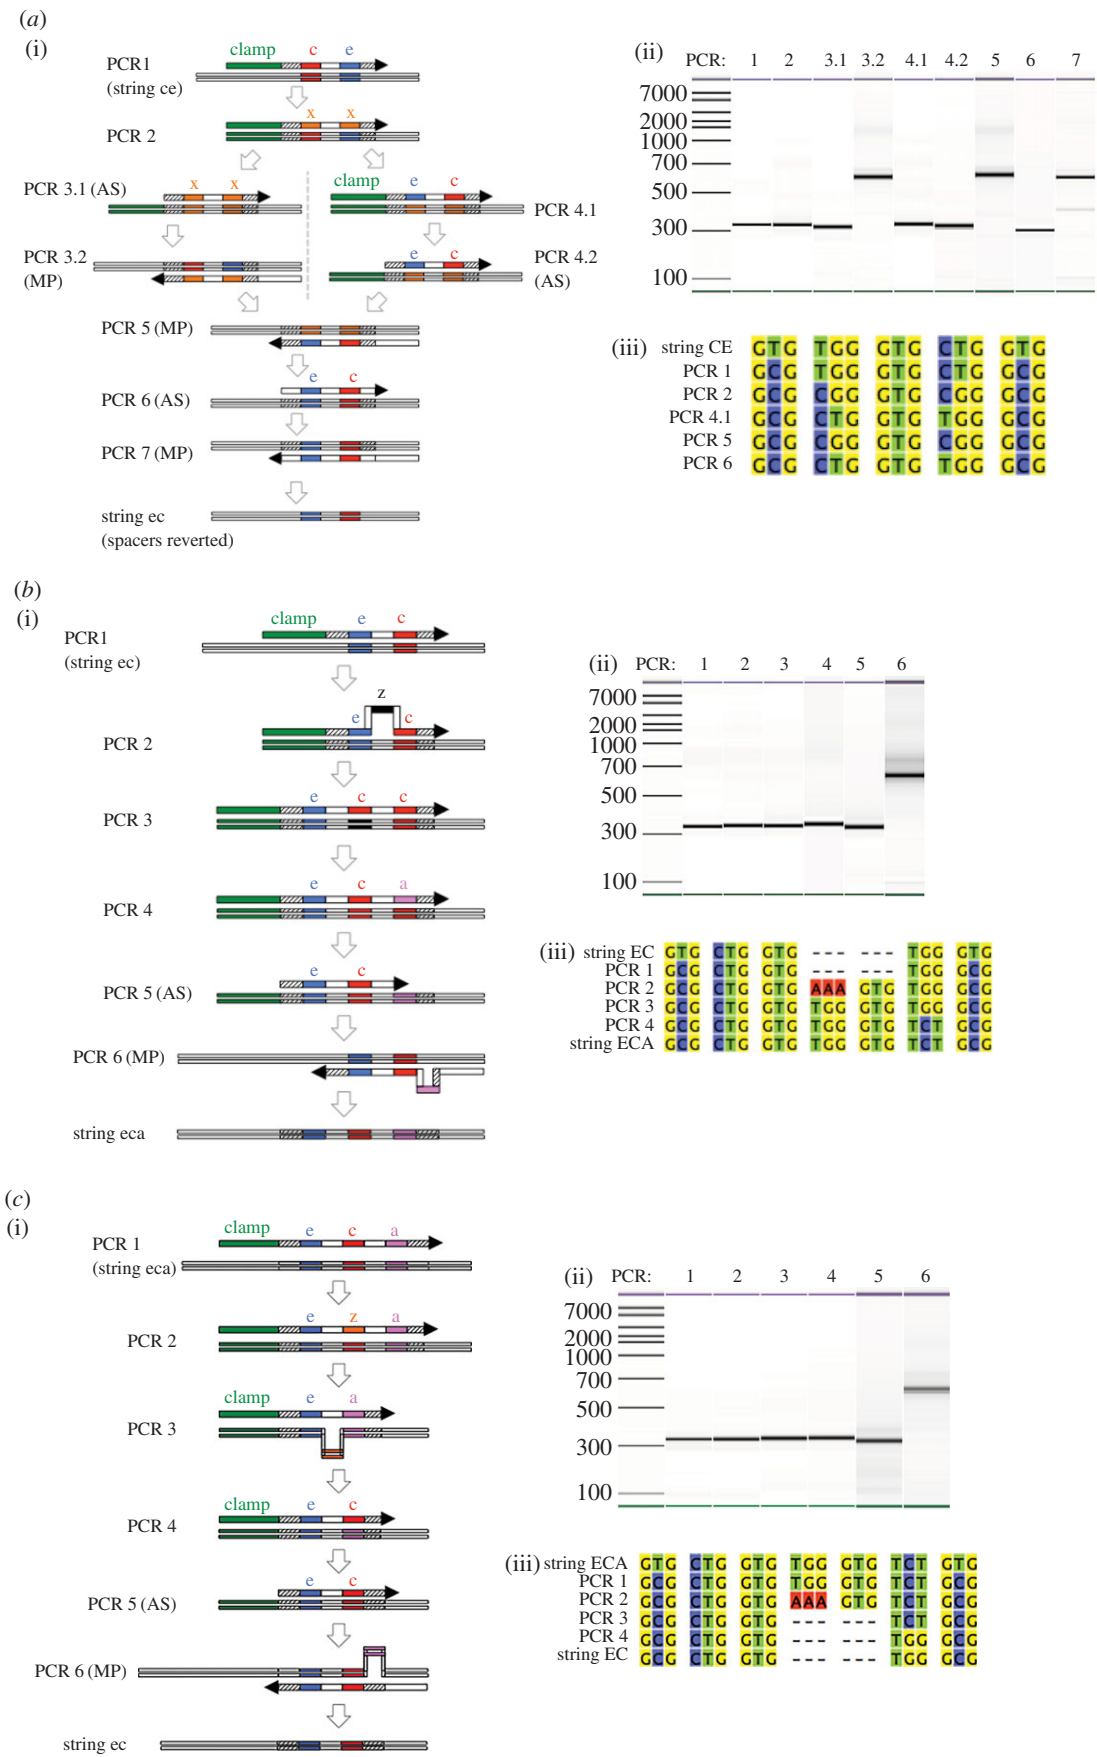 (a)
(i)
clamp c e
PCR1
(string ce)
x x
PCR 2
PCR 3.1 (AS)
x x
clamp e c
PCR 4.1
PCR 3.2
(MP)
e c
PCR 4.2
(AS)
PCR 5 (MP)
e c
PCR 6 (AS)
PCR 7 (MP)
string ec
(spacers reverted)
(ii) PCR: 1 2 3.1 3.2 4.1 4.2 5 6 7
7000
2000
1000
700
500
300
100
(iii) string CE GTG TGG GTG CTG GTG
PCR 1 GCG TGG GTG CTG GCG
PCR 2 GCG CGG GTG CGG GCG
PCR 4.1 GCG CTG GTG TGG GCG
PCR 5 GCG CGG GTG CGG GCG
PCR 6 GCG CTG GTG TGG GCG
(b)
(i)
clamp e c
PCR1
(string ec)
z
e c
PCR 2
e c c
PCR 3
e c a
PCR 4
e c
PCR 5 (AS)
PCR 6 (MP)
string eca
(ii) PCR: 1 2 3 4 5 6
7000
2000
1000
700
500
300
100
(iii) string EC GTG CTG GTG --- --- TGG GTG
PCR 1 GCG CTG GTG --- --- TGG GCG
PCR 2 GCG CTG GTG AAA GTG TGG GCG
PCR 3 GCG CTG GTG TGG GTG TGG GCG
PCR 4 GCG CTG GTG TGG GTG TCT GCG
string ECA GCG CTG GTG TGG GTG TCT GCG
(c)
(i)
clamp e c a
PCR 1
(string eca)
e z a
PCR 2
clamp e a
PCR 3
clamp e c
PCR 4
e c
PCR 5 (AS)
PCR 6 (MP)
string ec
(ii) PCR: 1 2 3 4 5 6
7000
2000
1000
700
500
300
100
(iii) string ECA GTG CTG GTG TGG GTG TCT GTG
PCR 1 GCG CTG GTG TGG GTG TCT GCG
PCR 2 GCG CTG GTG AAA GTG TCT GCG
PCR 3 GCG CTG GTG --- --- TCT GCG
PCR 4 GCG CTG GTG --- --- TGG GCG
string EC GCG CTG GTG --- --- TGG GCG